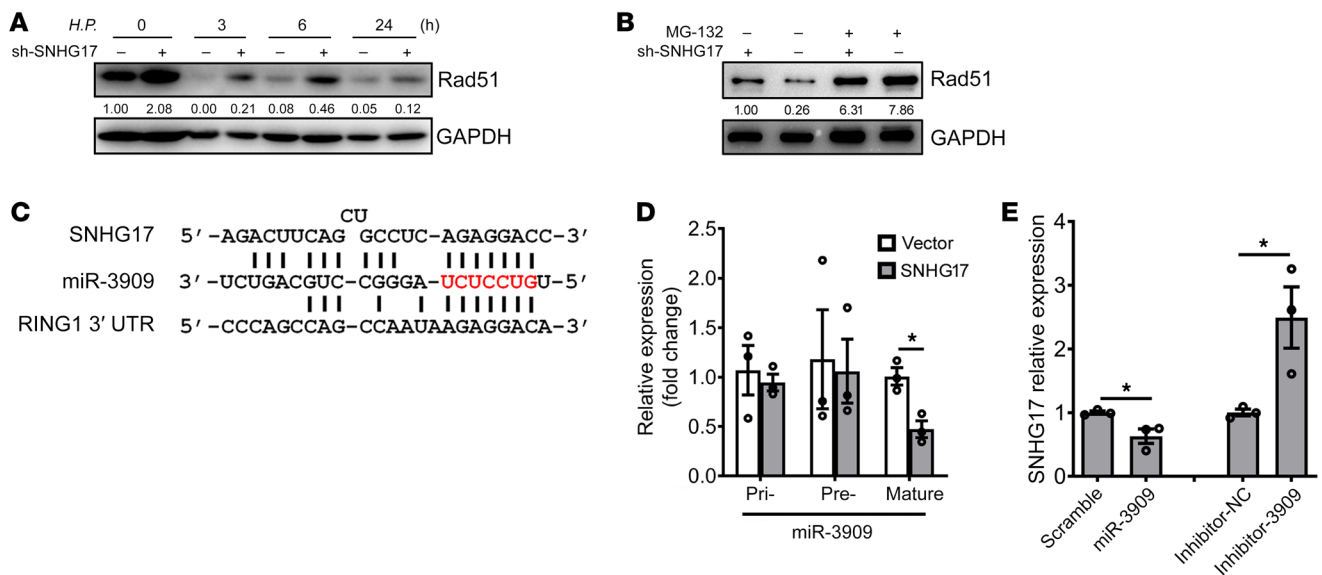 A
H.P. 0 3 6 24 (h)
sh-SNHG17 – + – + – + – +
Rad51
1.00 2.08 0.00 0.21 0.08 0.46 0.05 0.12
GAPDH
B
MG-132 – – + +
sh-SNHG17 + – + –
Rad51
1.00 0.26 6.31 7.86
GAPDH
C
CU
SNHG17 5′-AGACUUCAG GCCUC-AGAGGACC-3′
miR-3909 3′-UCUGACGUC-CGGGA-UCUCCUGU-5′
RING1 3′ UTR 5′-CCCAGCCAG-CCAAUAAGAGGACA-3′
D
Relative expression
(fold change)
2.5
2.0
1.5
1.0
0.5
0.0
Vector
SNHG17
*
Pri- Pre- Mature
miR-3909
E
SNHG17 relative expression
4
3
2
1
0
*
*
Scramble
miR-3909
Inhibitor-NC
Inhibitor-3909